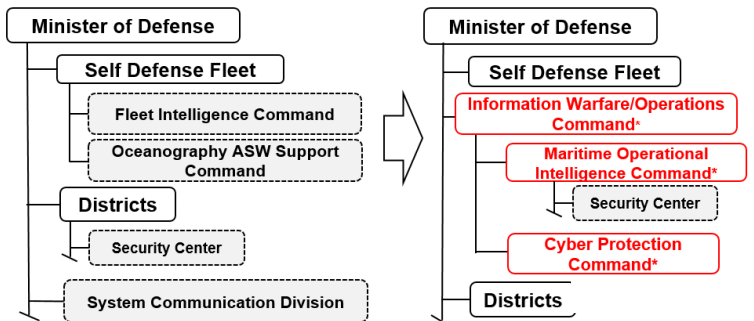 Minister of Defense
Self Defense Fleet
Fleet Intelligence Command
Oceanography ASW Support
Command
Districts
Security Center
System Communication Division
Minister of Defense
Self Defense Fleet
Information Warfare/Operations
Command*
Maritime Operational
Intelligence Command*
Security Center
Cyber Protection
Command*
Districts